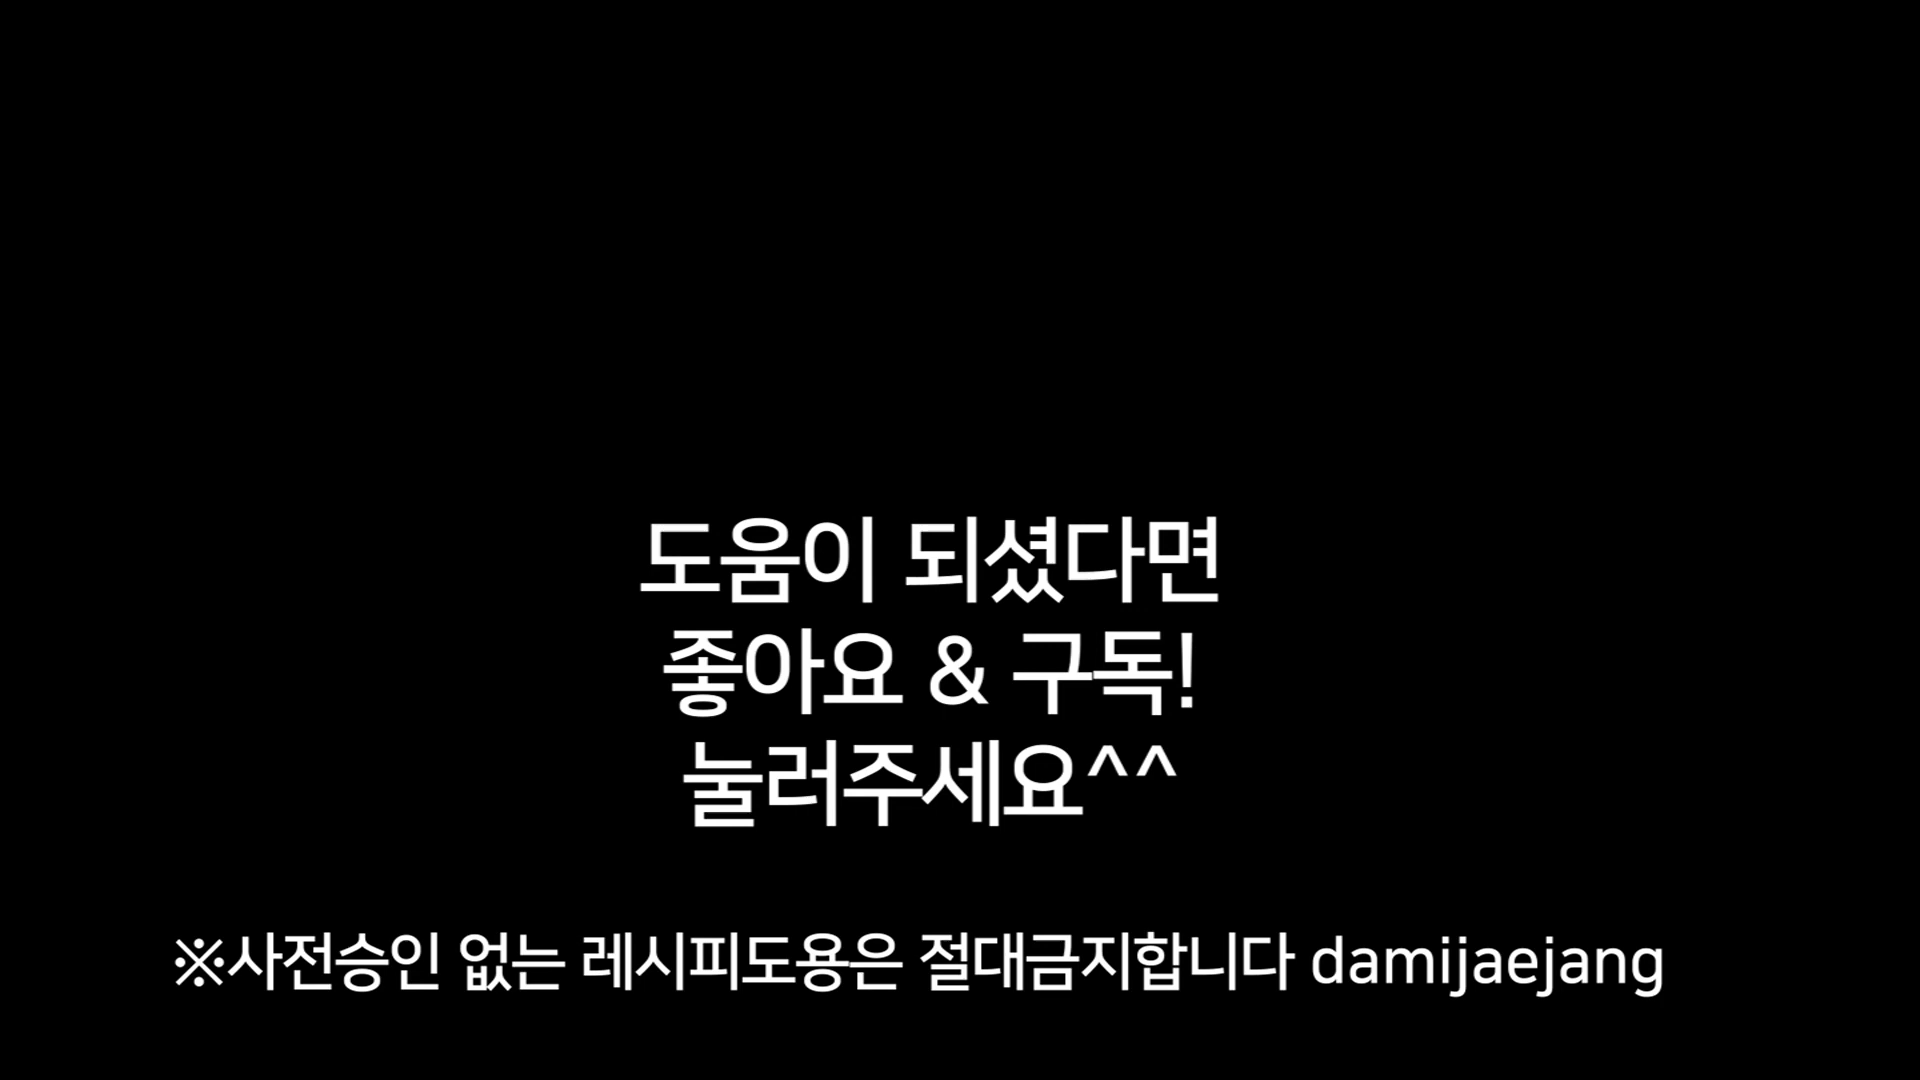 도움이 되셨다면
좋아요 & 구독!
눌러주세요^^
※사전승인 없는 레시피도용은 절대금지합니다 damijaejang